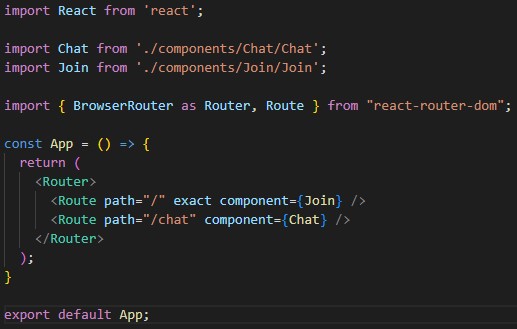 import React from 'react';
import Chat from './components/Chat/Chat';
import Join from './components/Join/Join';
import { BrowserRouter as Router, Route } from "react-router-dom";
const App = () => {
return (
<Router>
<Route path="/" exact component={Join} />
<Route path="/chat" component={Chat} />
</Router>
);
}
export default App;